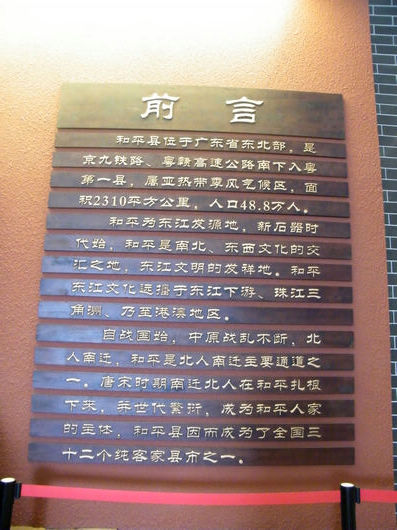 前言
和平县位于广东省东北部，是
京九铁路、粤赣高速公路南下入粤
第一县，属亚热带季风气候区，面
积2310平方公里，人口48.8万人。
和平为东江发源地，新石器时
代始，和平是南北、东西文化的交
汇之地，东江文明的发祥地。和平
东江文化远播于东江下游、珠江三
角洲、乃至港澳地区。
自战国始，中原战乱不断，北
人南迁，和平是北人南迁主要通道之
一。唐宋时期南迁北人在和平扎根
下来，并世代繁衍，成为和平人家
的主体，和平县因而成为了全国三
十二个纯客家县市之一。